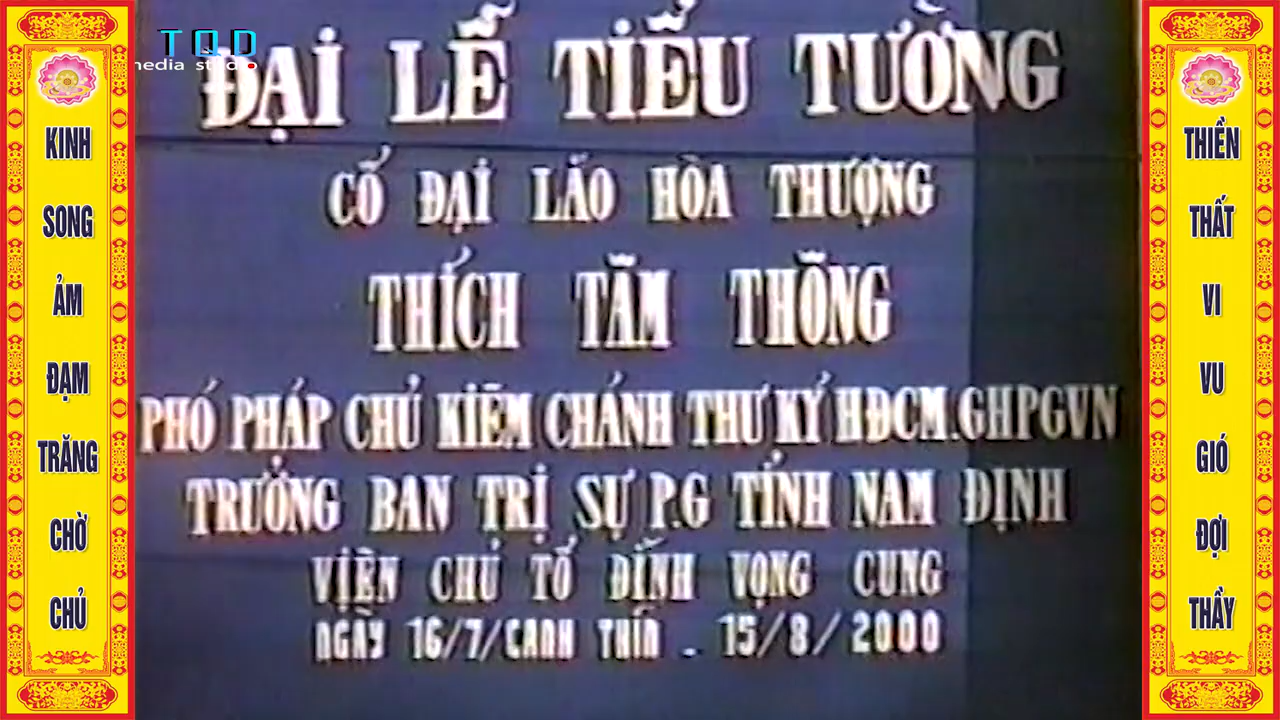 TQD
media studio
ĐẠI LỄ TIỂU TƯỜNG
CỐ ĐẠI LÃO HÒA THƯỢNG
THÍCH TÂM THÔNG
PHÓ PHÁP CHỦ KIÊM CHÁNH THƯ KÝ HĐCM.GHPGVN
TRƯỞNG BAN TRỊ SỰ P.G TỈNH NAM ĐỊNH
VIỆN CHỦ TỔ ĐÌNH VỌNG CUNG
NGÀY 16/7/CANH THÌN - 15/8/2000
KINH
SONG
ẢM
ĐẠM
TRĂNG
CHỜ
CHỦ
THIỀN
THẤT
VI
VU
GIÓ
ĐỢI
THẦY